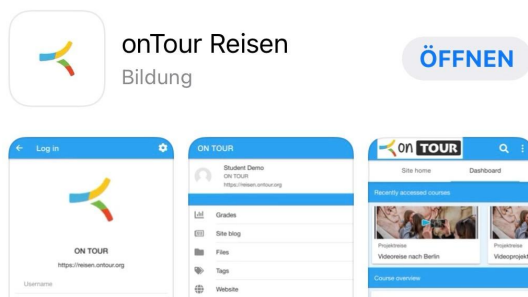 onTour Reisen
Bildung
ÖFFNEN
Log in
ON TOUR
https://reisen.ontour.org
Username
ON TOUR
Student Demo
ON TOUR
https://reisen.ontour.org
Grades
Site blog
Files
Tags
Website
on TOUR
Site home
Dashboard
Recently accessed courses
Projektreise
Videoreise nach Berlin
Projektreise
Videoprojekt
Course overview